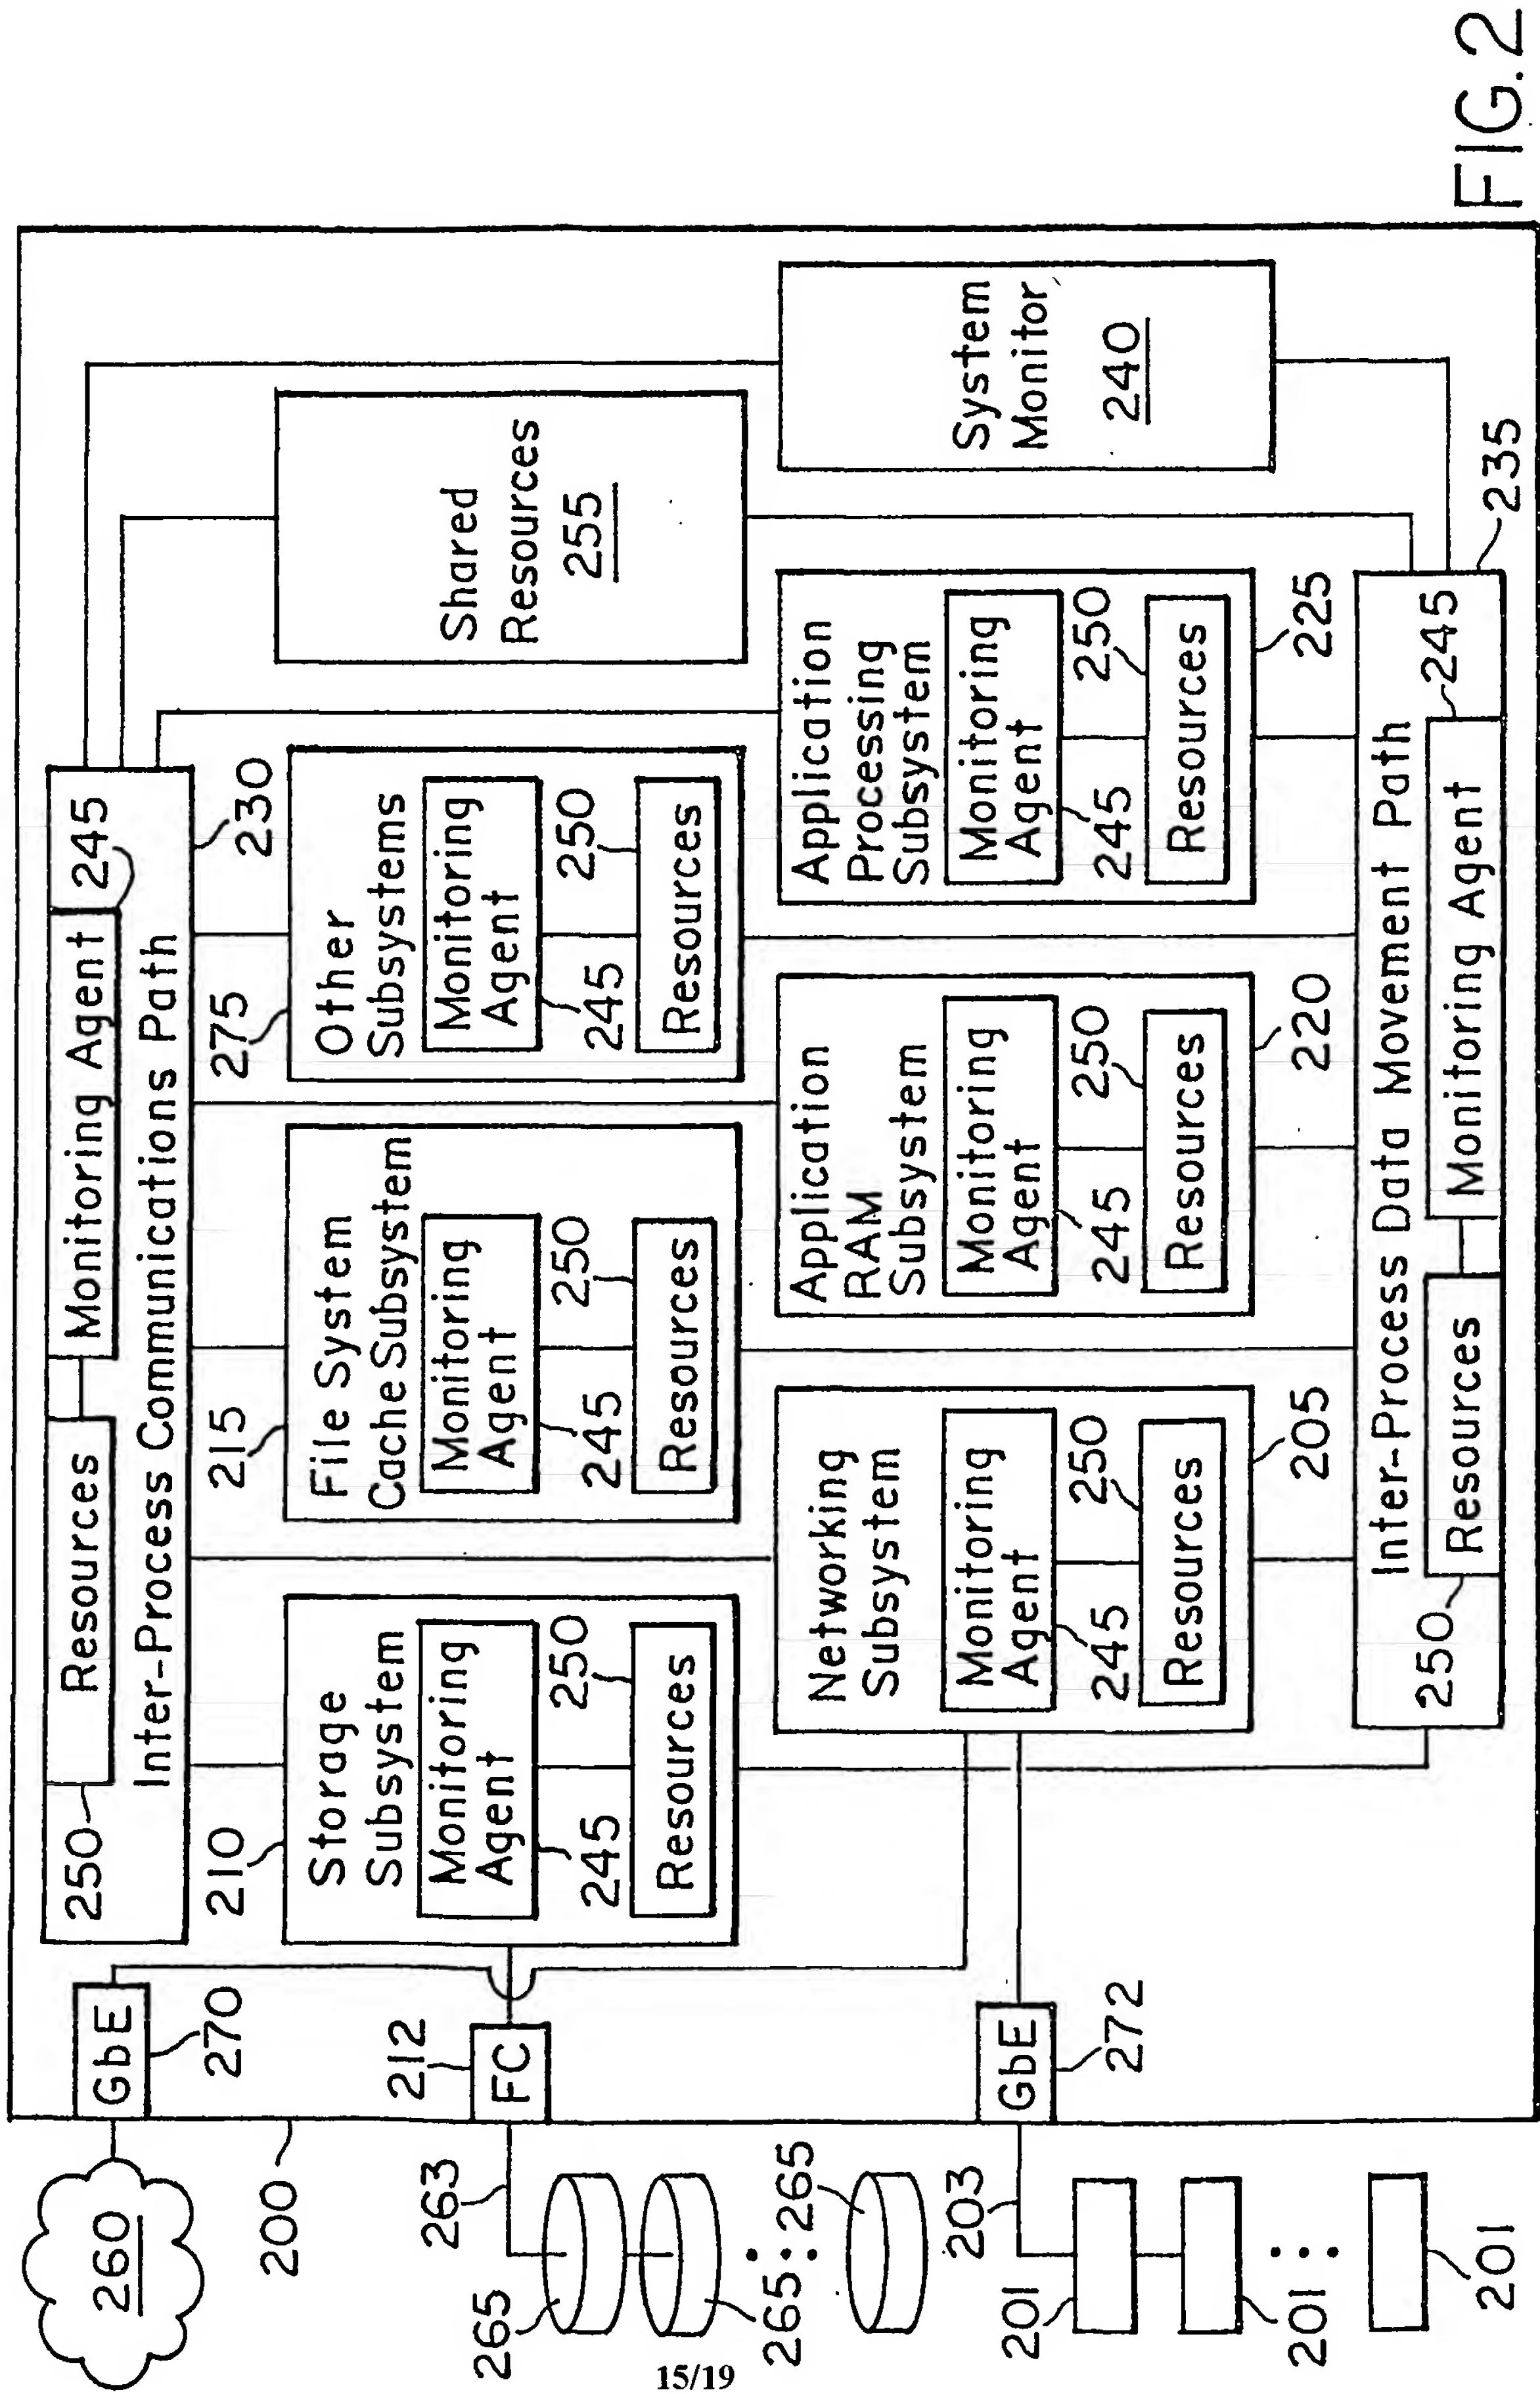 260
GbE
270
200
250
Resources
Monitoring Agent
245
Inter-Process Communications Path
230
210
Storage
Subsystem
Monitoring
Agent
245
250
Resources
215
File System
Cache Subsystem
Monitoring
Agent
245
250
Resources
275
Other
Subsystems
Monitoring
Agent
245
250
Resources
Shared
Resources
255
212
FC
263
265
265
265
265
Networking
Subsystem
Monitoring
Agent
245
250
Resources
205
Application
RAM
Subsystem
Monitoring
Agent
245
250
Resources
220
Application
Processing
Subsystem
Monitoring
Agent
245
250
Resources
225
System
Monitor
240
GbE
272
203
201
201
201
Inter-Process Data Movement Path
235
250
Resources
Monitoring Agent
245
FIG.2
15/19